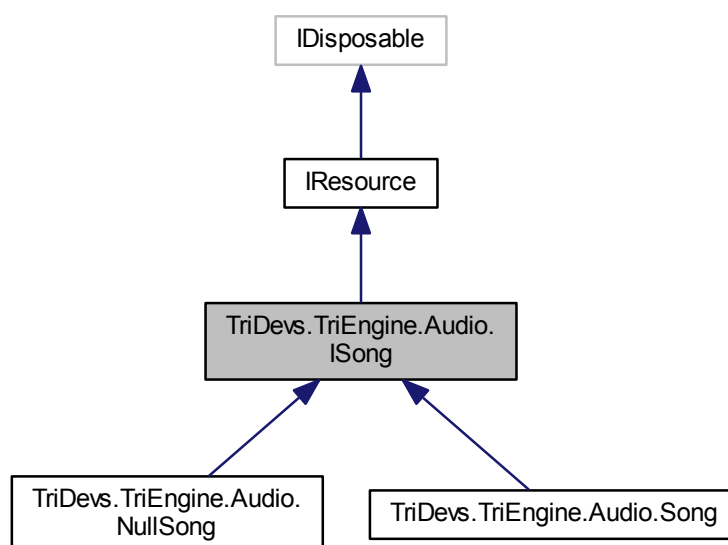 IDisposable
IResource
TriDevs.TriEngine.Audio.
ISong
TriDevs.TriEngine.Audio.
NullSong
TriDevs.TriEngine.Audio.Song